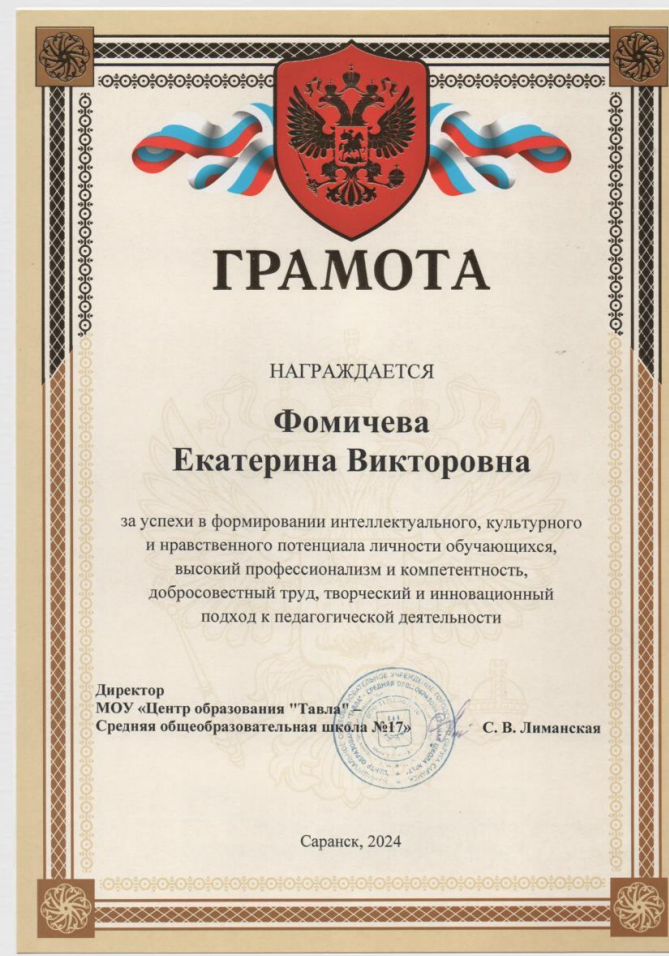 ГРАМОТА
НАГРАЖДАЕТСЯ
Фомичева
Екатерина Викторовна
за успехи в формировании интеллектуального, культурного
и нравственного потенциала личности обучающихся,
высокий профессионализм и компетентность,
добросовестный труд, творческий и инновационный
подход к педагогической деятельности
Директор
МОУ «Центр образования "Тавла" –
Средняя общеобразовательная школа №17»
С. В. Лиманская
Саранск, 2024